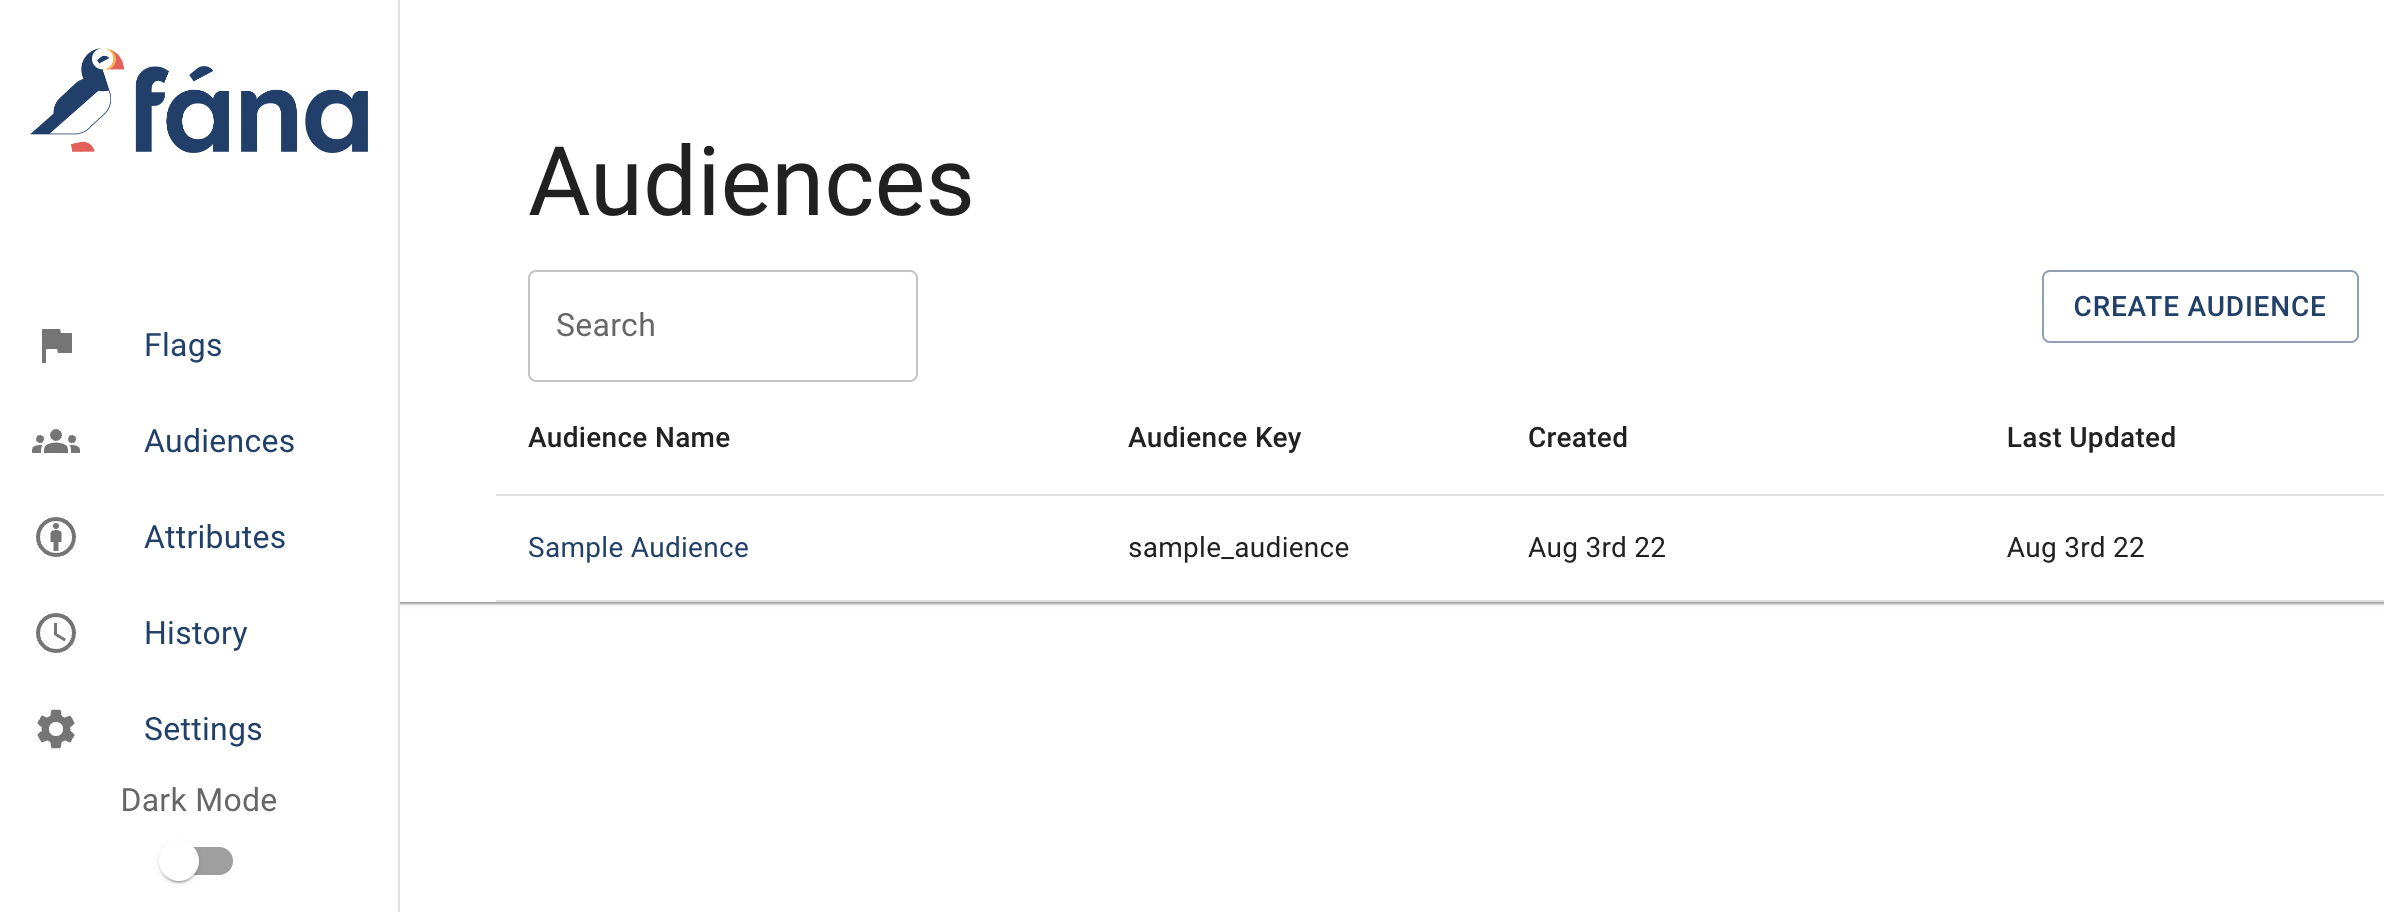 fána
Flags
Audiences
Attributes
History
Settings
Dark Mode
Audiences
Search
CREATE AUDIENCE
Audience Name Audience Key Created Last Updated
Sample Audience sample_audience Aug 3rd 22 Aug 3rd 22